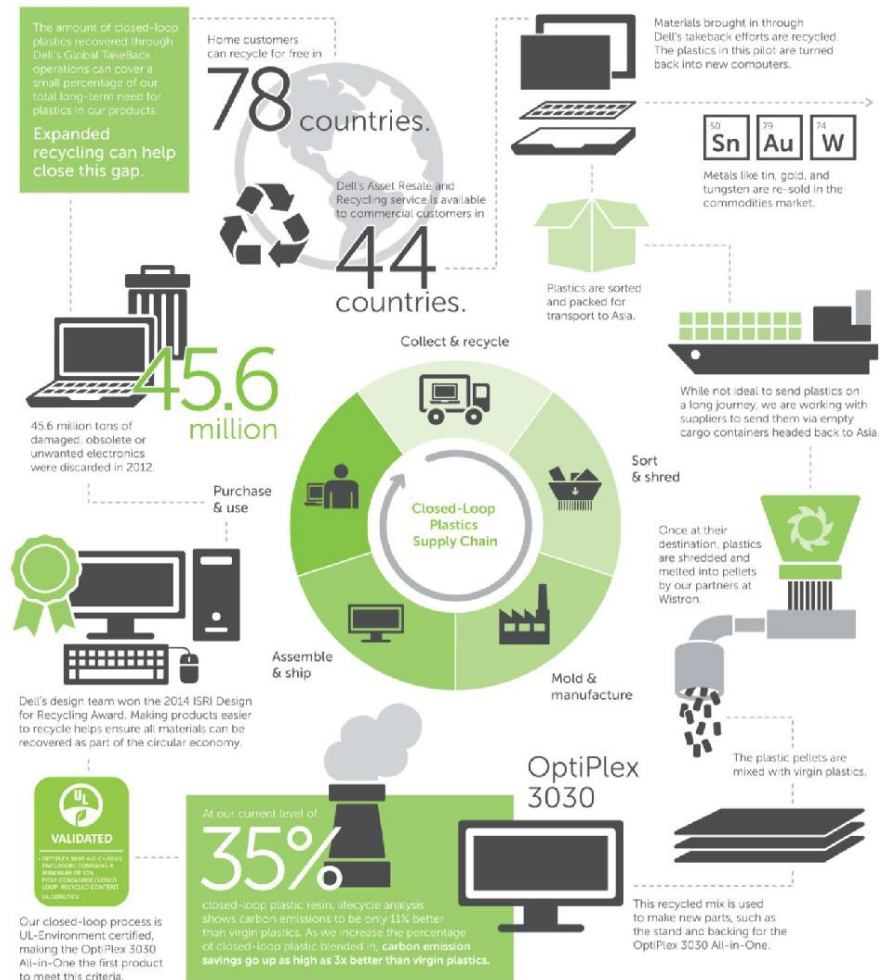 The amount of closed-loop
plastics recovered through
Dell's Global TakeBack
operations can cover a
small percentage of our
total long-term need for
plastics in our products.
Expanded
recycling can help
close this gap.
Home customers
can recycle for free in
78 countries.
Dell's Asset Resale and
Recycling service is available
to commercial customers in
44
countries.
Materials brought in through
Dell's takeback efforts are recycled.
The plastics in this pilot are turned
back into new computers.
50 79 74
Sn Au W
Metals like tin, gold, and
tungsten are re-sold in the
commodities market.
Plastics are sorted
and packed for
transport to Asia.
While not ideal to send plastics on
a long journey, we are working with
suppliers to send them via empty
cargo containers headed back to Asia.
45.6
million
45.6 million tons of
damaged, obsolete or
unwanted electronics
were discarded in 2012.
Collect & recycle
Sort
& shred
Mold &
manufacture
Assemble
& ship
Purchase
& use
Closed-Loop
Plastics
Supply Chain
Once at their
destination, plastics
are shredded and
melted into pellets
by our partners at
Wistron.
The plastic pellets are
mixed with virgin plastics.
This recycled mix is used
to make new parts, such as
the stand and backing for the
OptiPlex 3030 All-in-One.
OptiPlex
3030
At our current level of
35%
closed-loop plastic resin, lifecycle analysis
shows carbon emissions to be only 11% better
than virgin plastics. As we increase the percentage
of closed-loop plastic blended in, carbon emission
savings go up as high as 3x better than virgin plastics.
Dell's design team won the 2014 ISRI Design
for Recycling Award. Making products easier
to recycle helps ensure all materials can be
recovered as part of the circular economy.
UL
VALIDATED
OPTIPLEX 3030 AIO CHASSIS
ENCLOSURE CONTAINS A
MINIMUM OF 10%
POST-CONSUMER CLOSED
LOOP RECYCLED CONTENT
Our closed-loop process is
UL-Environment certified,
making the OptiPlex 3030
All-in-One the first product
to meet this criteria.